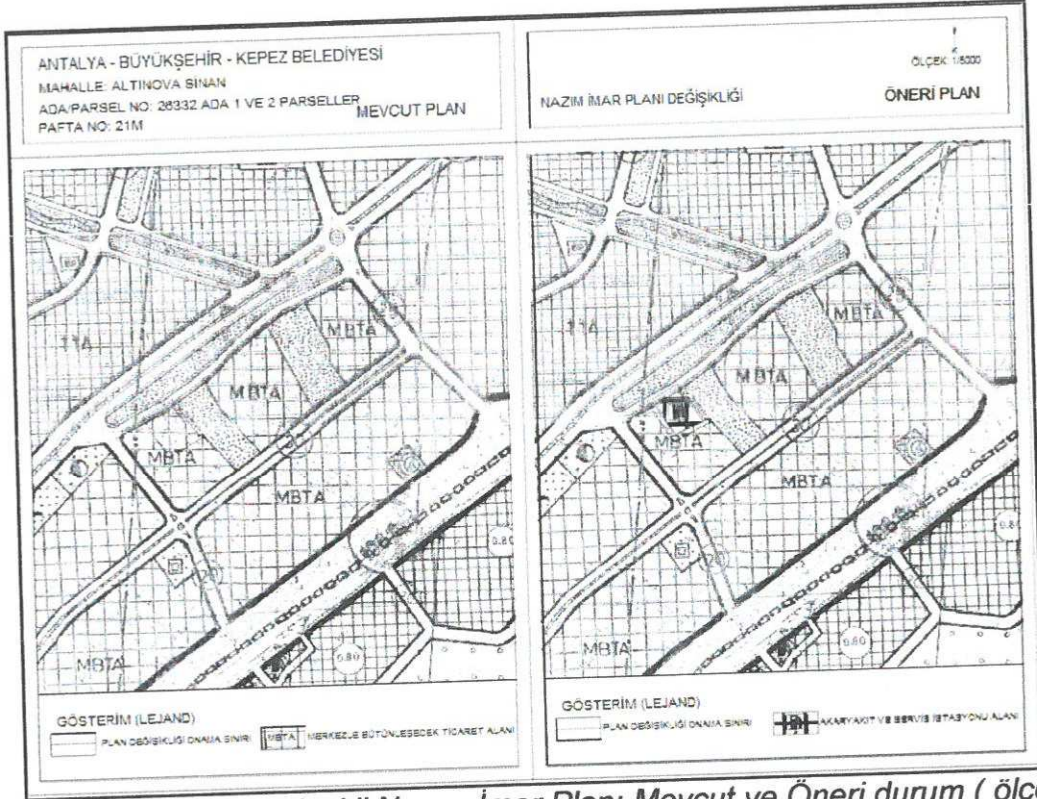 ANTALYA - BÜYÜKŞEHİR - KEPEZ BELEDİYESİ
MAHALLE: ALTINOVA SİNAN
ADA/PARSEL NO: 26332 ADA 1 VE 2 PARSELLER
PAFTA NO: 21M
MEVCUT PLAN
ÖLÇEK: 1/5000
NAZIM İMAR PLANI DEĞİŞİKLİĞİ
ÖNERİ PLAN
MBTA
MBTA
MBTA
MBTA
MBTA
0.80
MBTA
MBTA
MBTA
MBTA
MBTA
0.80
GÖSTERİM (LEJAND)
PLAN DEĞİŞİKLİĞİ ONAMA SINIRI
MBTA
MERKEZLE BÜTÜNLEŞECEK TİCARET ALANI
GÖSTERİM (LEJAND)
PLAN DEĞİŞİKLİĞİ ONAMA SINIRI
AKARYAKIT VE SERVİS İSTASYONU ALANI
İmar Planı Mevcut ve Öneri durum ( ölçe